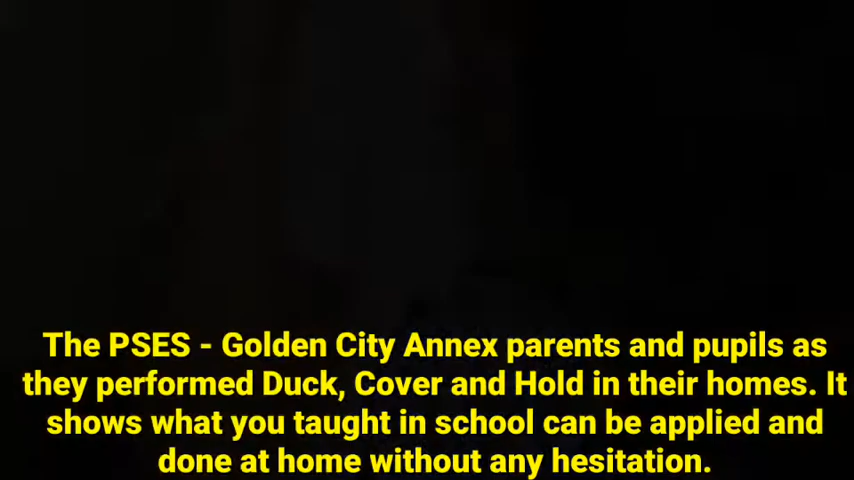 The PSES - Golden City Annex parents and pupils as
they performed Duck, Cover and Hold in their homes. It
shows what you taught in school can be applied and
done at home without any hesitation.